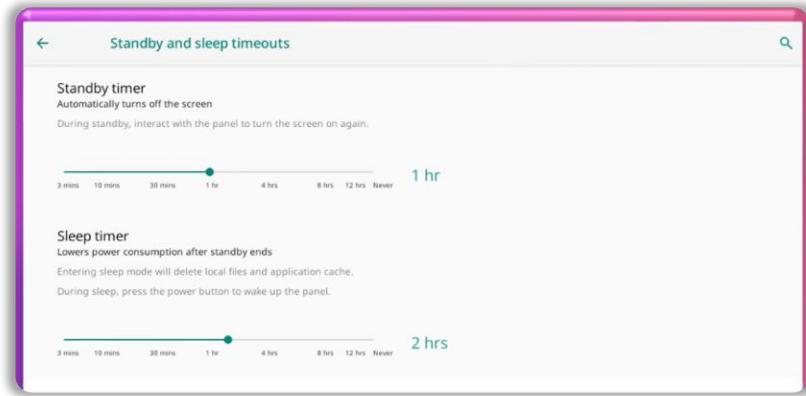 Standby and sleep timeouts
Standby timer
Automatically turns off the screen
During standby, interact with the panel to turn the screen on again.
1 hr
3 mins 10 mins 30 mins 1 hr 4 hrs 8 hrs 12 hrs Never
Sleep timer
Lowers power consumption after standby ends
Entering sleep mode will delete local files and application cache.
During sleep, press the power button to wake up the panel.
2 hrs
3 mins 10 mins 30 mins 1 hr 4 hrs 8 hrs 12 hrs Never